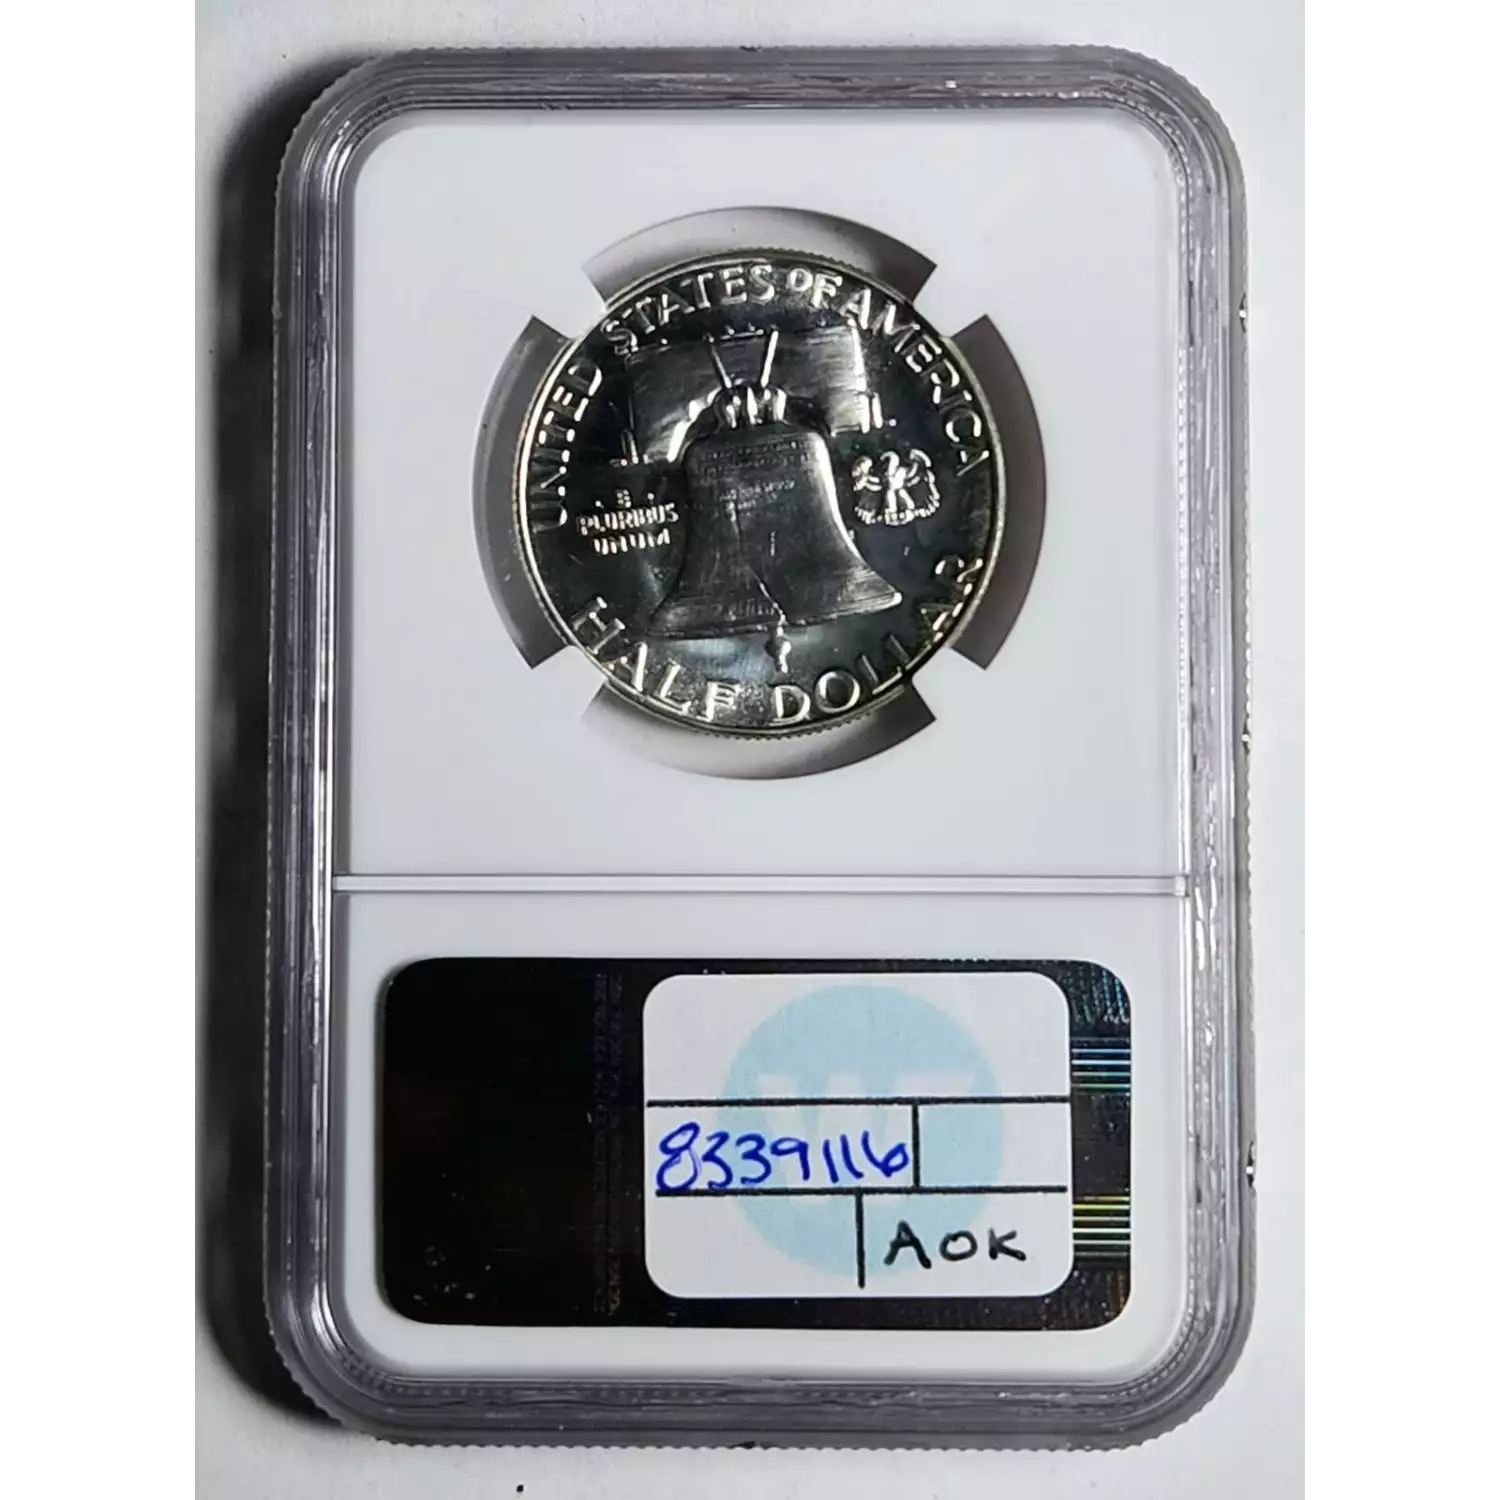 UNITED STATES OF AMERICA
E
PLURIBUS
UNUM
HALF DOLLAR
8339116
AOK